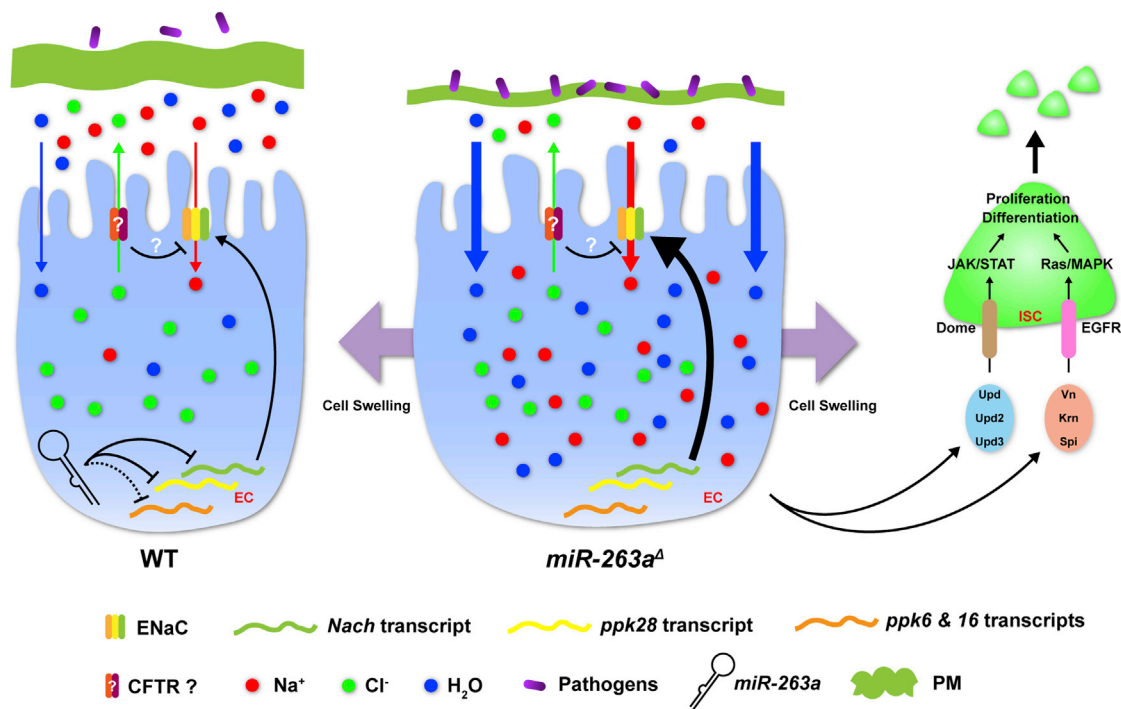 ?
?
EC
WT
?
?
EC
miR-263aΔ
Cell Swelling
Cell Swelling
Proliferation
Differentiation
JAK/STAT
Ras/MAPK
ISC
Dome
EGFR
Upd
Upd2
Upd3
Vn
Krn
Spi
ENaC
Nach transcript
ppk28 transcript
ppk6 & 16 transcripts
?
CFTR ?
Na⁺
Cl⁻
H₂O
Pathogens
miR-263a
PM